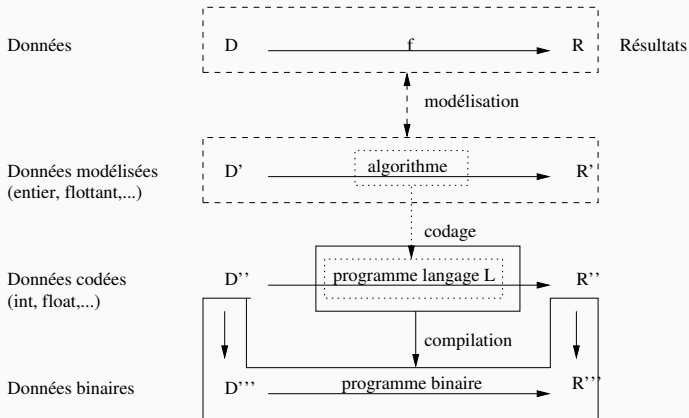 Données D f R Résultats
modélisation
Données modélisées
(entier, flottant,...)
D' algorithme R'
codage
Données codées
(int, float,...)
D'' programme langage L R''
compilation
Données binaires D''' programme binaire R'''